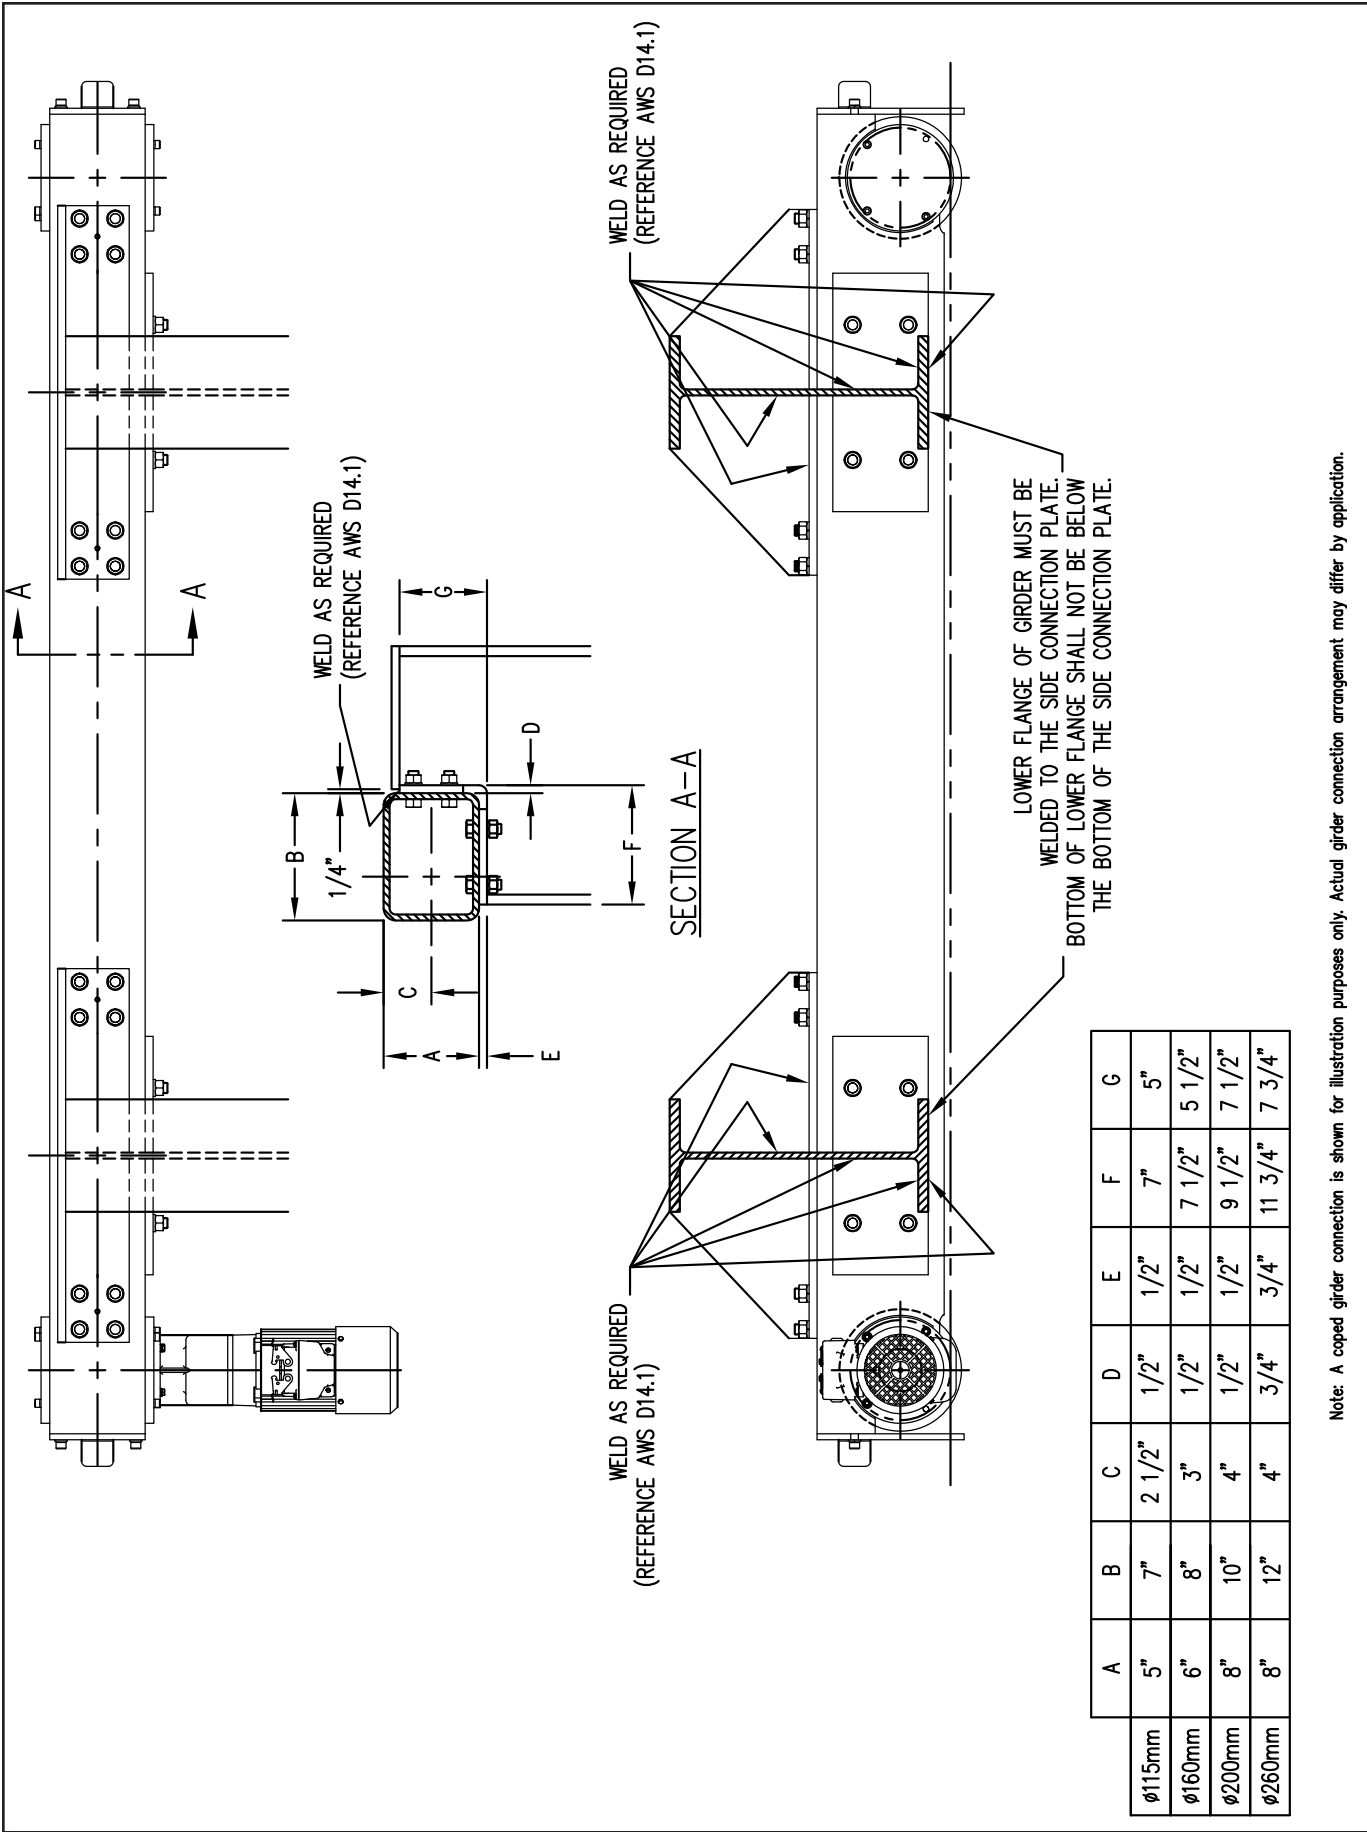 A
A
WELD AS REQUIRED
(REFERENCE AWS D14.1)
B
1/4"
G
D
C
A
E
F
SECTION A-A
WELD AS REQUIRED
(REFERENCE AWS D14.1)
WELD AS REQUIRED
(REFERENCE AWS D14.1)
LOWER FLANGE OF GIRDER MUST BE
WELDED TO THE SIDE CONNECTION PLATE.
BOTTOM OF LOWER FLANGE SHALL NOT BE BELOW
THE BOTTOM OF THE SIDE CONNECTION PLATE.
A B C D E F G
ø115mm 5" 7" 2 1/2" 1/2" 1/2" 7" 5"
ø160mm 6" 8" 3" 1/2" 1/2" 7 1/2" 5 1/2"
ø200mm 8" 10" 4" 1/2" 1/2" 9 1/2" 7 1/2"
ø260mm 8" 12" 4" 3/4" 3/4" 11 3/4" 7 3/4"
Note: A coped girder connection is shown for illustration purposes only. Actual girder connection arrangement may differ by application.